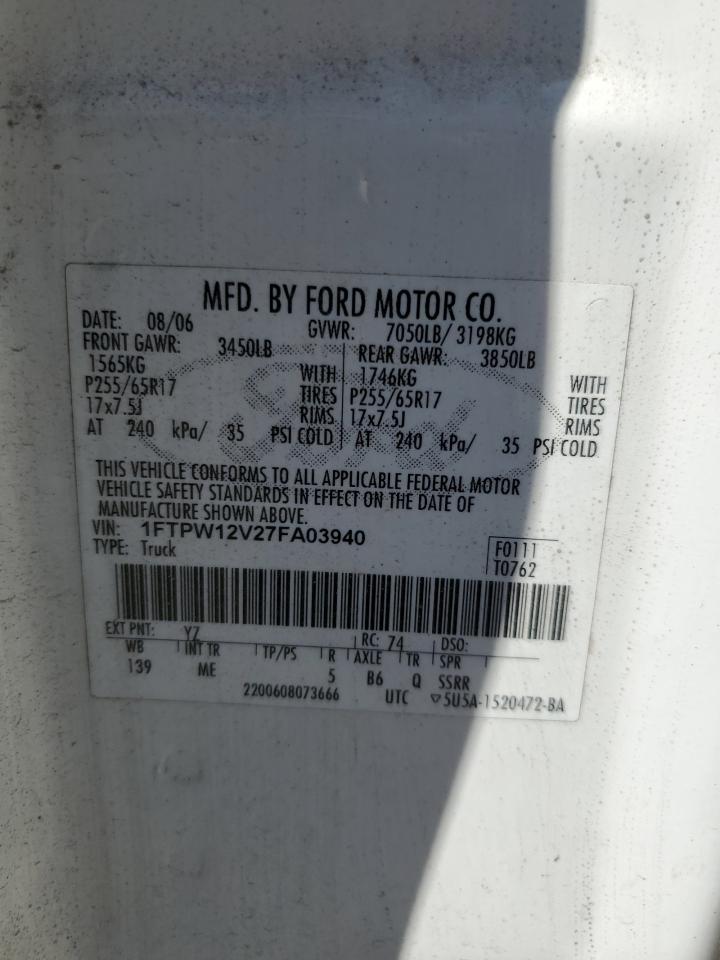 MFD. BY FORD MOTOR CO.
DATE: 08/06 GVWR: 7050LB/ 3198KG
FRONT GAWR: 3450LB REAR GAWR: 3850LB
1565KG WITH 1746KG WITH
P255/65R17 TIRES P255/65R17 TIRES
17x7.5J RIMS 17x7.5J RIMS
AT 240 kPa/ 35 PSI COLD AT 240 kPa/ 35 PSI COLD
Ford
THIS VEHICLE CONFORMS TO ALL APPLICABLE FEDERAL MOTOR
VEHICLE SAFETY STANDARDS IN EFFECT ON THE DATE OF
MANUFACTURE SHOWN ABOVE.
VIN: 1FTPW12V27FA03940
TYPE: Truck
F0111
T0762
EXT PNT: YZ RC: 74 DSO:
WB INT TR TP/PS R AXLE TR SPR
139 ME 5 B6 Q SSRR
2200608073666 UTC ▽5U5A-1520472-BA